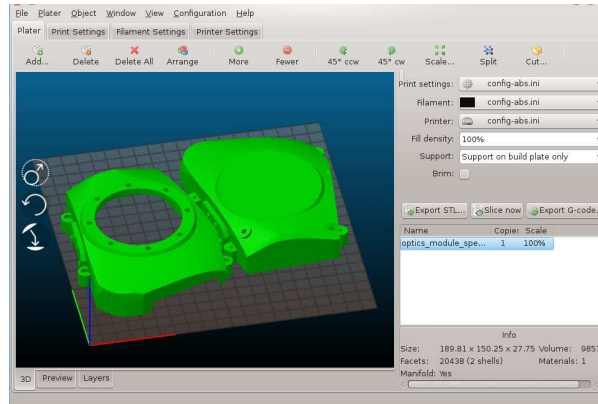 File Plater Object Window View Configuration Help
Plater Print Settings Filament Settings Printer Settings
Add... Delete Delete All Arrange More Fewer 45° ccw 45° cw Scale... Split Cut...
Print settings: config-abs.ini
Filament: config-abs.ini
Printer: config-abs.ini
Fill density: 100%
Support: Support on build plate only
Brim:
Export STL... Slice now Export G-code.
Name Copies Scale
optics_module_spe... 1 100%
Info
Size: 189.81 x 150.25 x 27.75 Volume: 985
Facets: 20438 (2 shells) Materials: 1
Manifold: Yes
3D Preview Layers